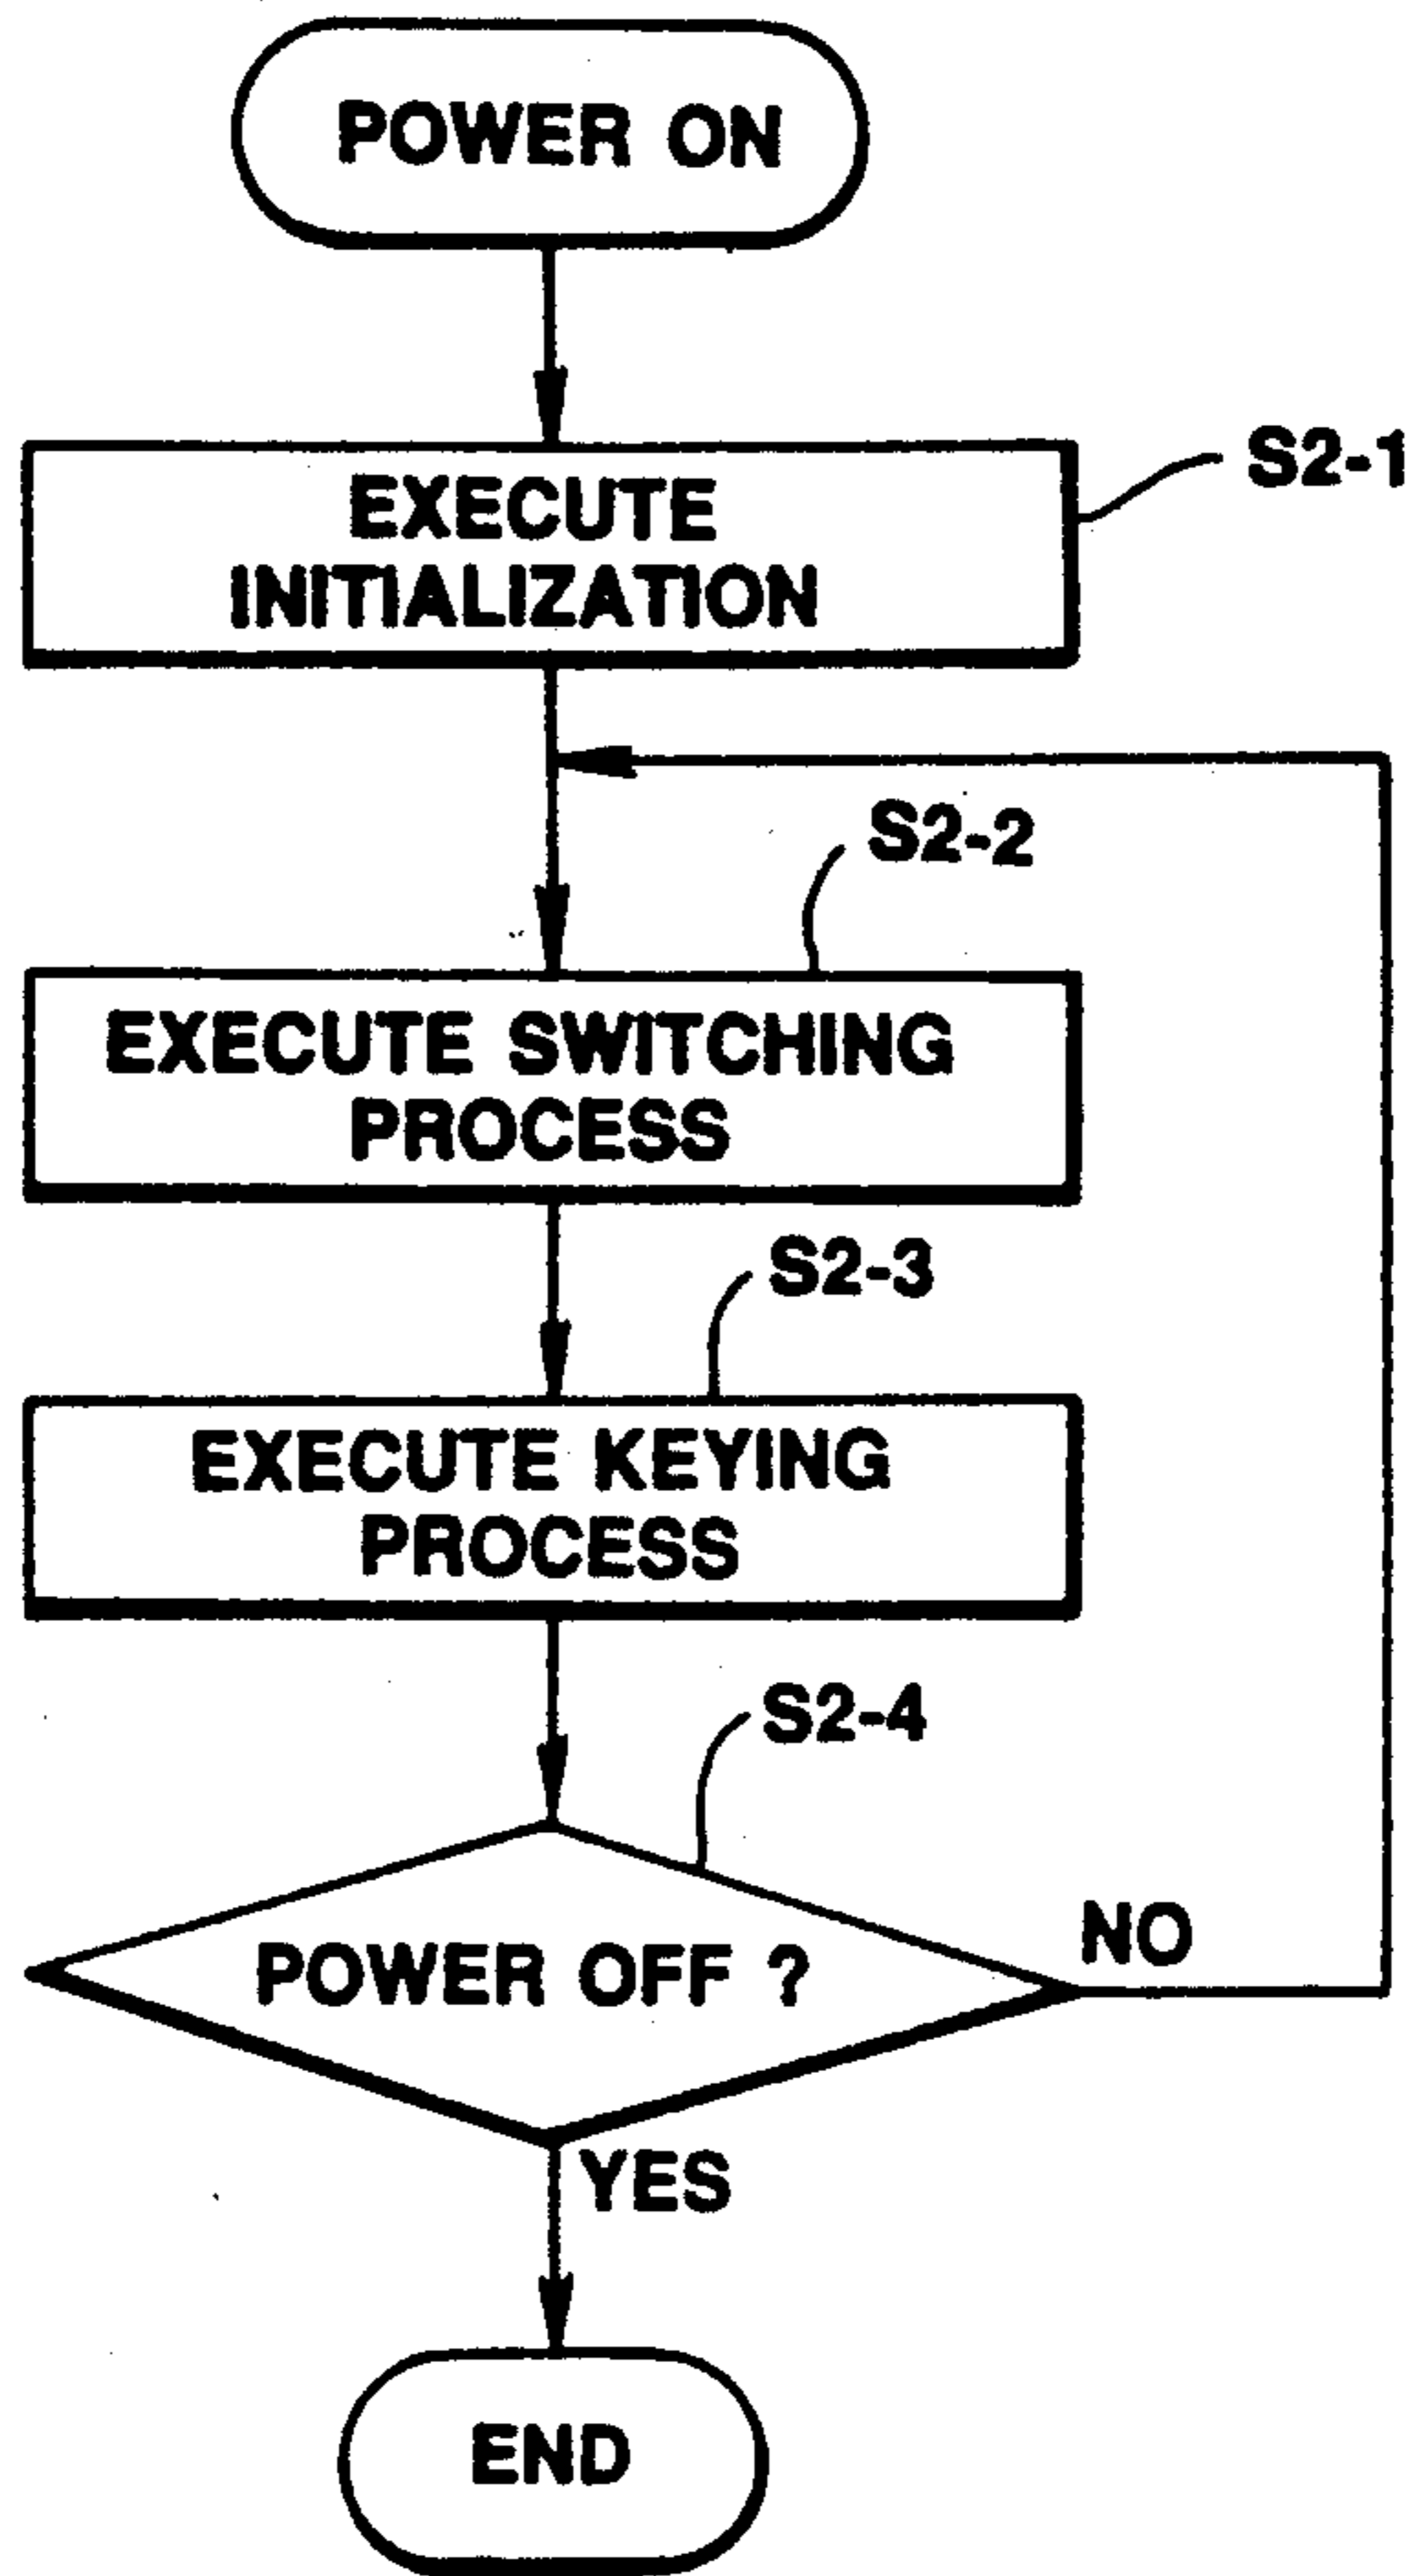 POWER ON
EXECUTE
INITIALIZATION
S2-1
S2-2
EXECUTE SWITCHING
PROCESS
S2-3
EXECUTE KEYING
PROCESS
S2-4
POWER OFF ?
NO
YES
END